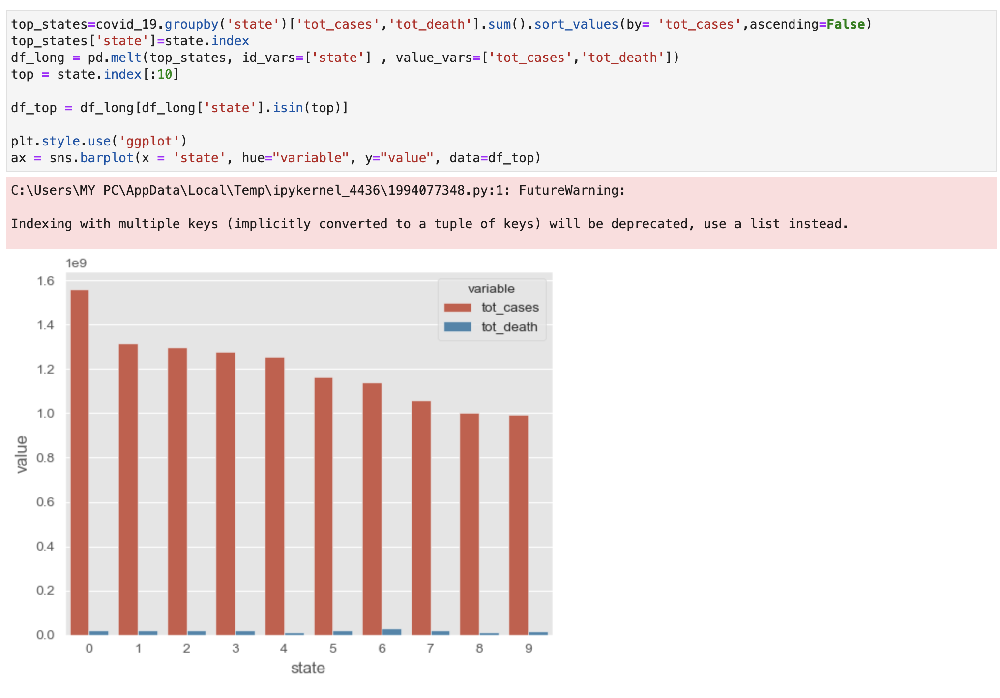 top_states=covid_19.groupby('state')['tot_cases','tot_death'].sum().sort_values(by= 'tot_cases',ascending=False)
top_states['state']=state.index
df_long = pd.melt(top_states, id_vars=['state'] , value_vars=['tot_cases','tot_death'])
top = state.index[:10]
df_top = df_long[df_long['state'].isin(top)]
plt.style.use('ggplot')
ax = sns.barplot(x = 'state', hue="variable", y="value", data=df_top)
C:\Users\MY PC\AppData\Local\Temp\ipykernel_4436\1994077348.py:1: FutureWarning:
Indexing with multiple keys (implicitly converted to a tuple of keys) will be deprecated, use a list instead.
1e9
1.6
1.4
1.2
1.0
0.8
0.6
0.4
0.2
0.0
value
variable
tot_cases
tot_death
0 1 2 3 4 5 6 7 8 9
state